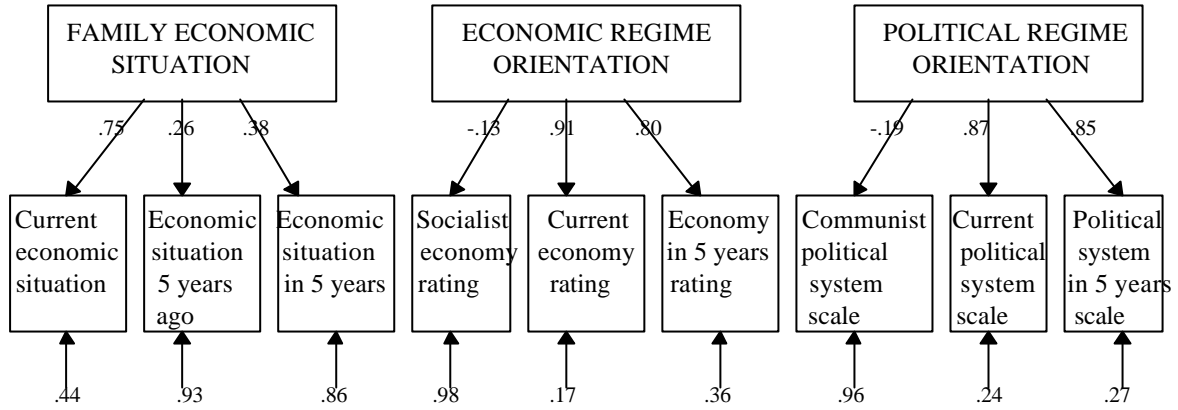 FAMILY ECONOMIC
SITUATION
ECONOMIC REGIME
ORIENTATION
POLITICAL REGIME
ORIENTATION
.75
.26
.38
-.13
.91
.80
-.19
.87
.85
Current
economic
situation
Economic
situation
5 years
ago
Economic
situation
in 5 years
Socialist
economy
rating
Current
economy
rating
Economy
in 5 years
rating
Communist
political
system
scale
Current
political
system
scale
Political
system
in 5 years
scale
.44
.93
.86
.98
.17
.36
.96
.24
.27